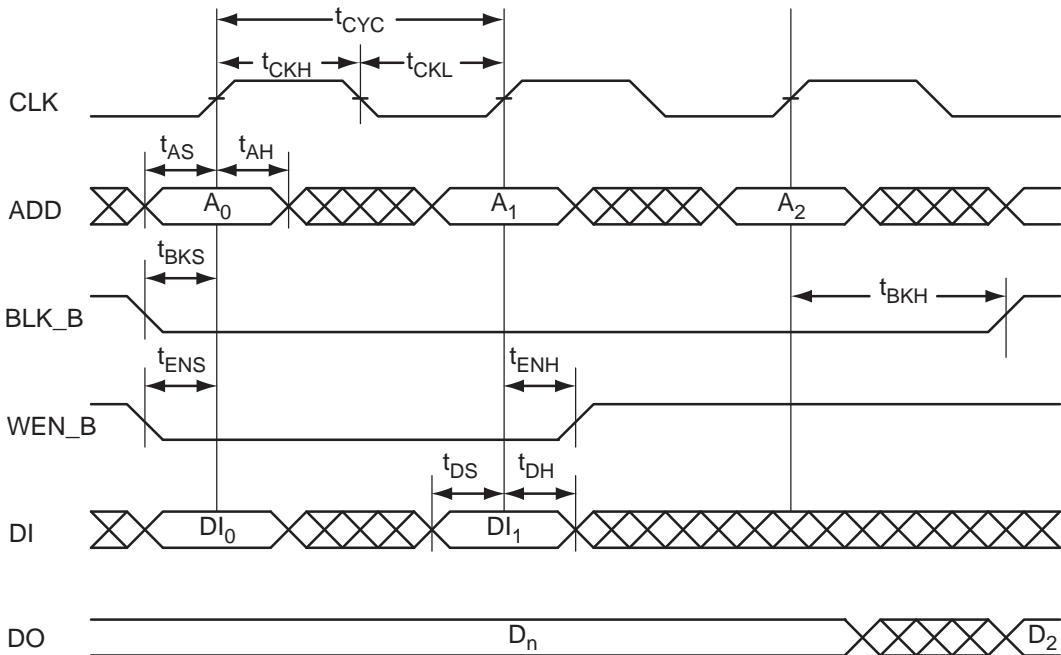 tCYC
tCKH tCKL
CLK
tAS tAH
ADD A0 A1 A2
tBKS
tBKH
BLK_B
tENS tENH
WEN_B
tDS tDH
DI DI0 DI1
DO Dn D2